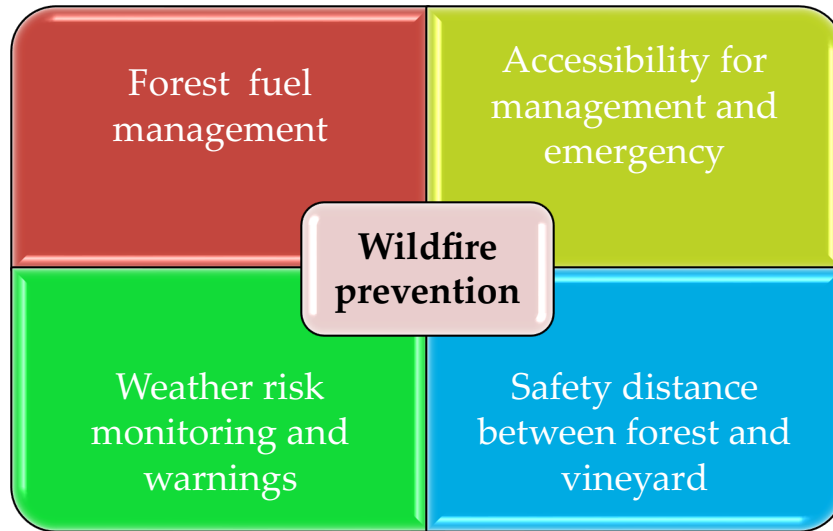 Forest fuel
management
Accessibility for
management and
emergency
Wildfire
prevention
Weather risk
monitoring and
warnings
Safety distance
between forest and
vineyard